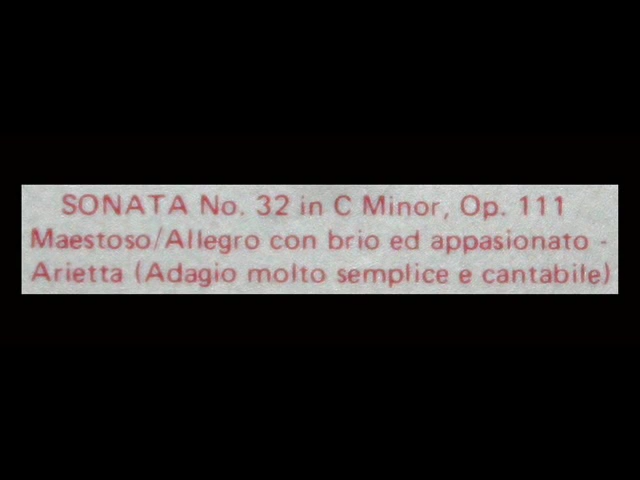 SONATA No. 32 in C Minor, Op. 111
Maestoso/Allegro con brio ed appasionato -
Arietta (Adagio molto semplice e cantabile)